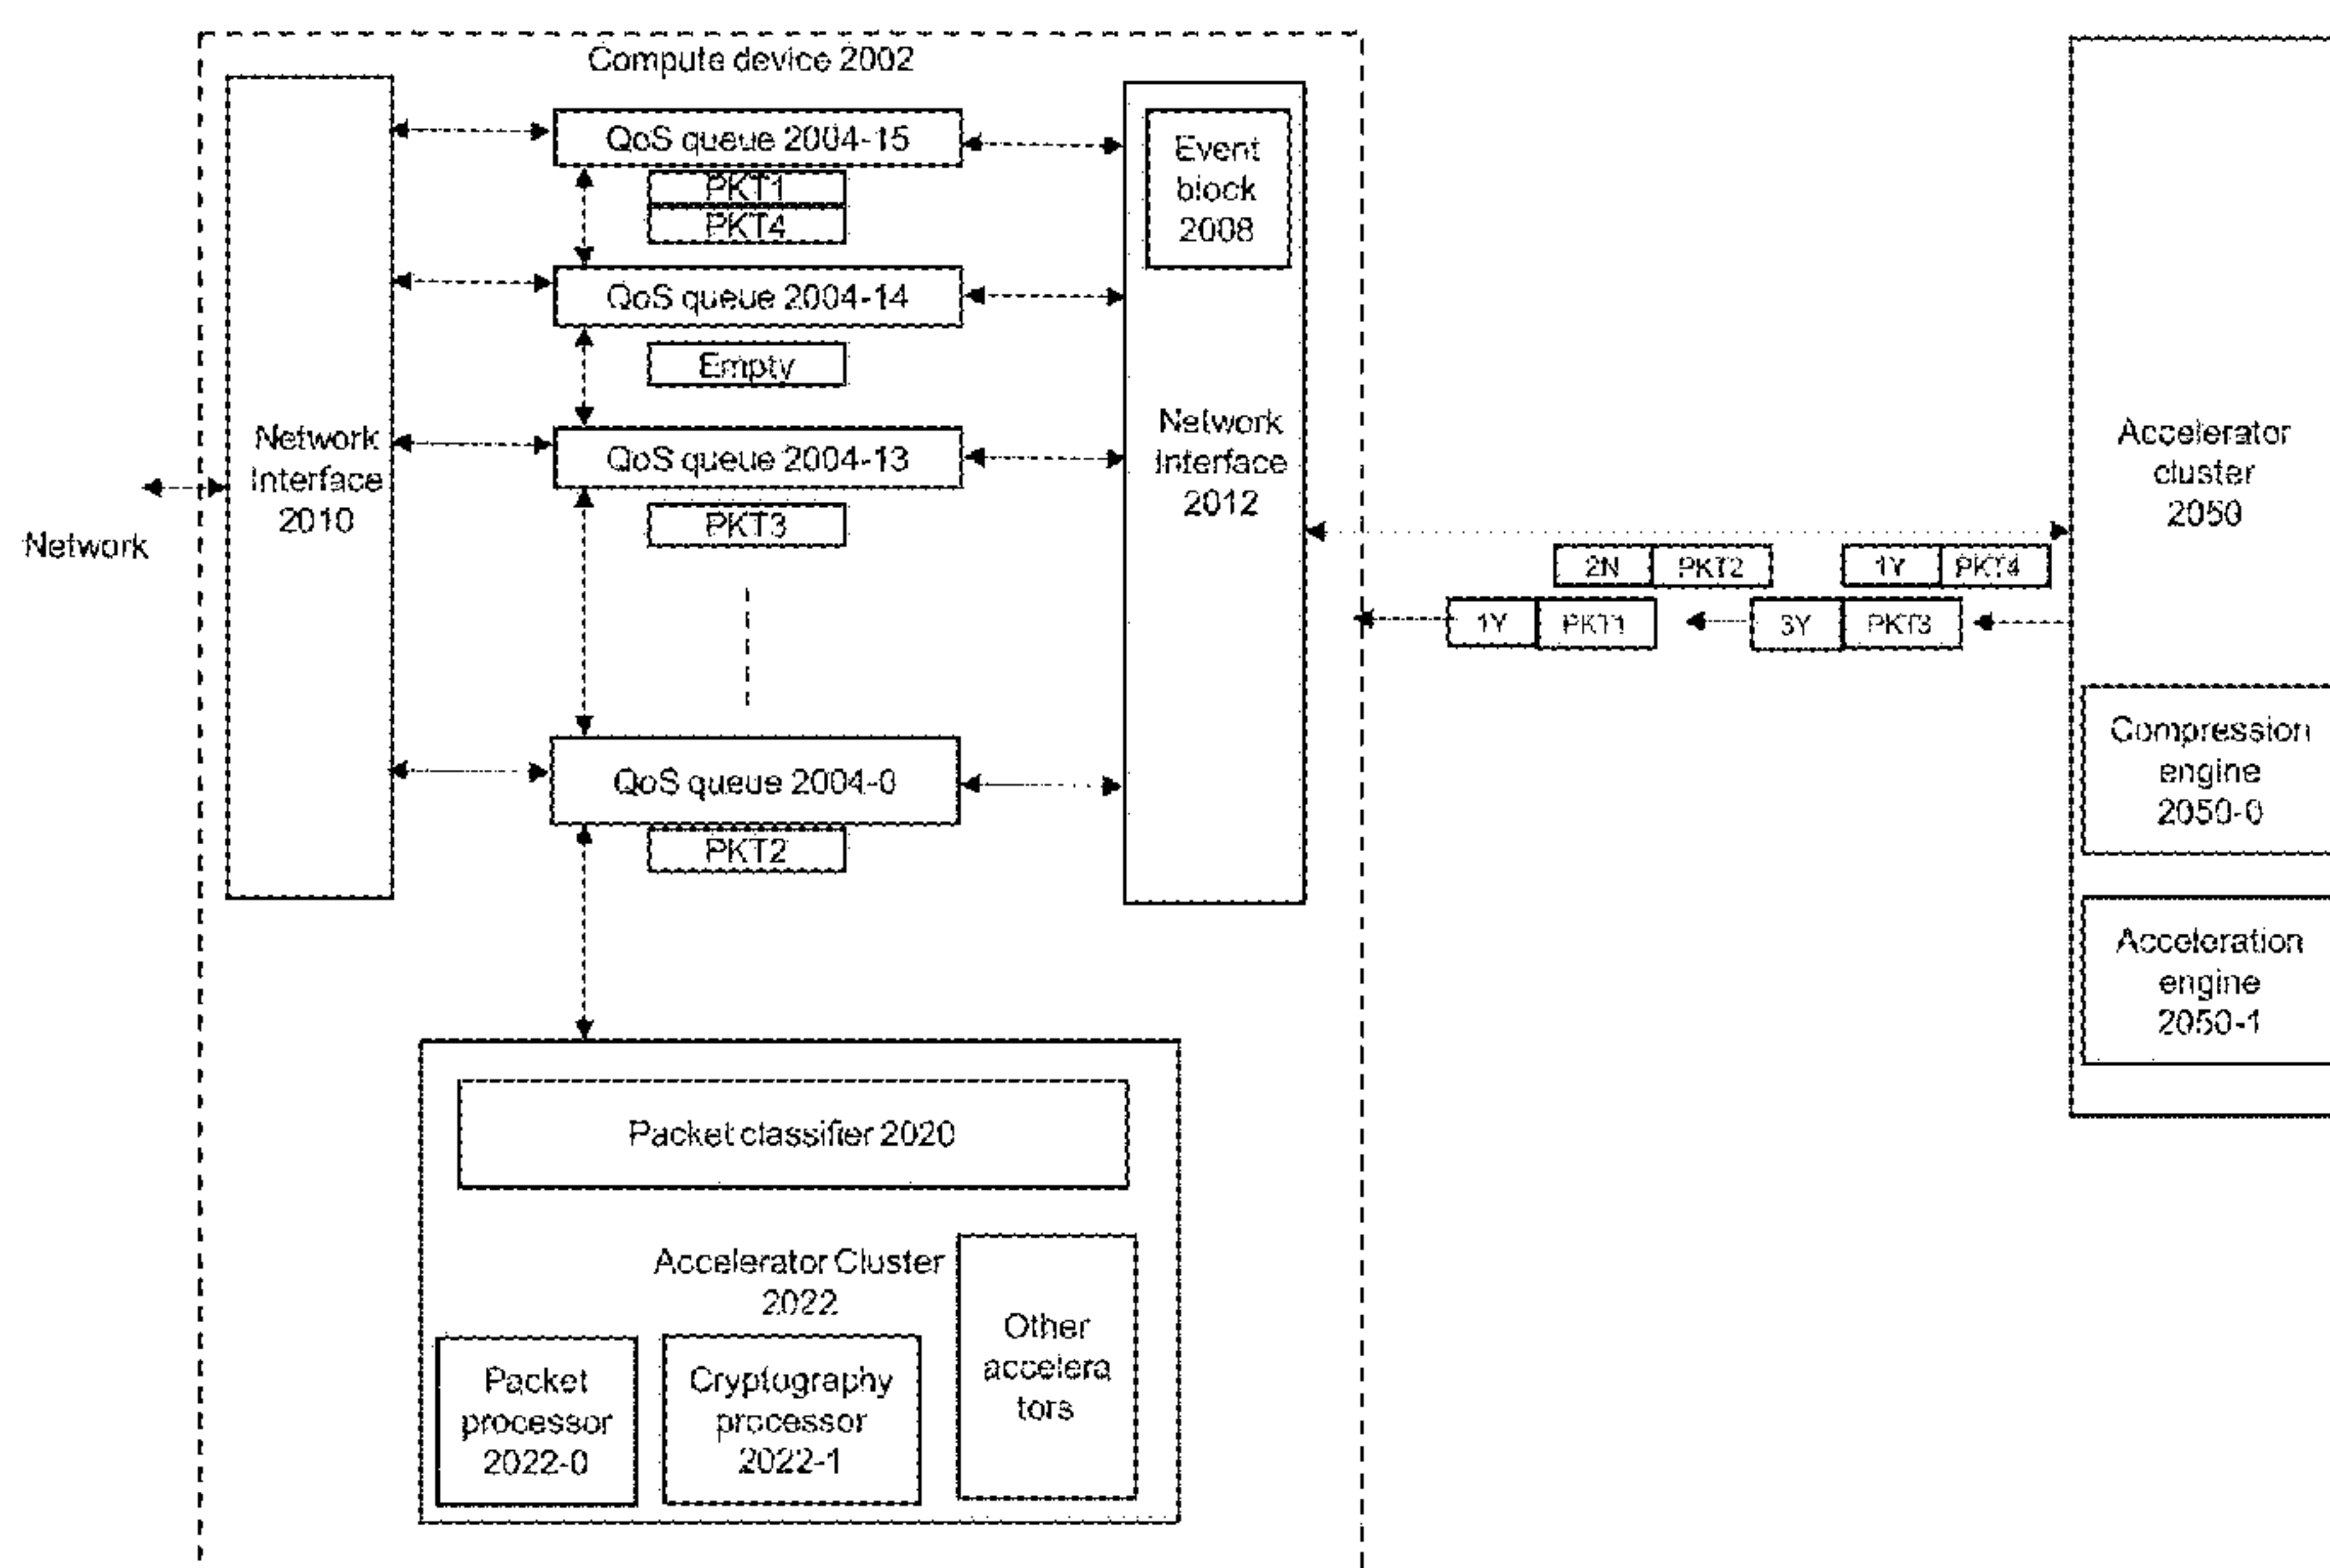 Compute device 2002
QoS queue 2004-15
PKT1
PKT4
QoS queue 2004-14
Empty
QoS queue 2004-13
PKT3
QoS queue 2004-0
PKT2
Network
Network
Interface
2010
Event
block
2008
Network
Interface
2012
2N PKT2 1Y PKT4
1Y PKT1 3Y PKT3
Accelerator
cluster
2050
Compression
engine
2050-0
Acceleration
engine
2050-1
Packet classifier 2020
Accelerator Cluster
2022
Packet
processor
2022-0
Cryptography
processor
2022-1
Other
accelera
tors